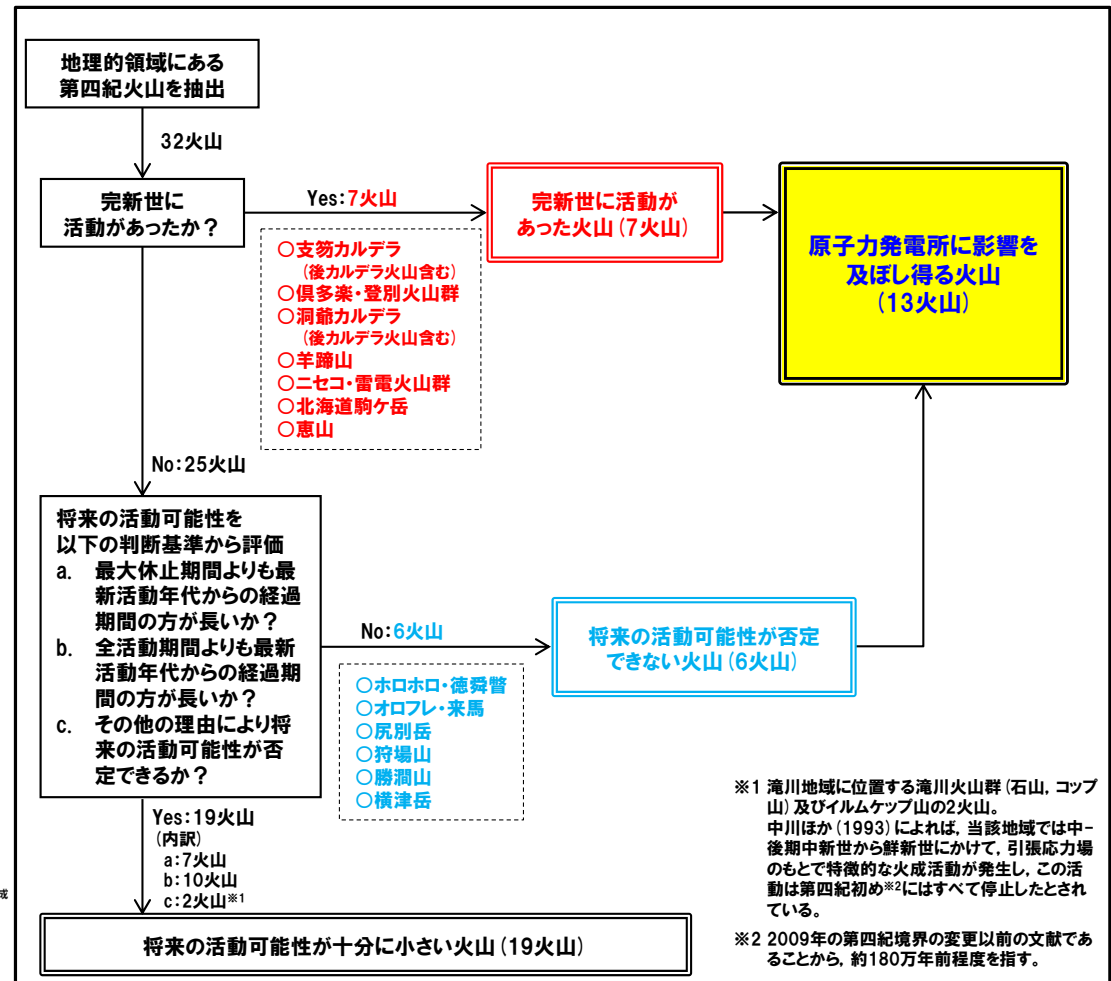 地理的領域にある
第四紀火山を抽出
32火山
完新世に
活動があったか？
Yes：7火山
○支笏カルデラ
（後カルデラ火山含む）
○倶多楽・登別火山群
○洞爺カルデラ
（後カルデラ火山含む）
○羊蹄山
○ニセコ・雷電火山群
○北海道駒ケ岳
○恵山
完新世に活動が
あった火山（7火山）
原子力発電所に影響を
及ぼし得る火山
（13火山）
No：25火山
将来の活動可能性を
以下の判断基準から評価
a. 最大休止期間よりも最
新活動年代からの経過
期間の方が長いか？
b. 全活動期間よりも最新
活動年代からの経過期
間の方が長いか？
c. その他の理由により将
来の活動可能性が否
定できるか？
No：6火山
○ホロホロ・徳舜瞥
○オロフレ・来馬
○尻別岳
○狩場山
○勝澗山
○横津岳
将来の活動可能性が否定
できない火山（6火山）
Yes：19火山
（内訳）
a：7火山
b：10火山
c：2火山※1
将来の活動可能性が十分に小さい火山（19火山）
※1 滝川地域に位置する滝川火山群（石山，コップ
山）及びイルムケップ山の2火山。
中川ほか（1993）によれば，当該地域では中－
後期中新世から鮮新世にかけて，引張応力場
のもとで特徴的な火成活動が発生し，この活
動は第四紀初め※2にはすべて停止したとされ
ている。
※2 2009年の第四紀境界の変更以前の文献であ
ることから，約180万年前程度を指す。